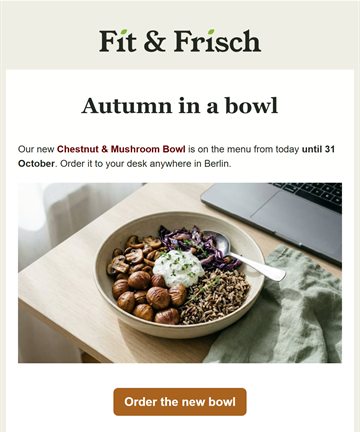 Fit & Frisch
Autumn in a bowl
Our new Chestnut & Mushroom Bowl is on the menu from today until 31
October. Order it to your desk anywhere in Berlin.
Order the new bowl